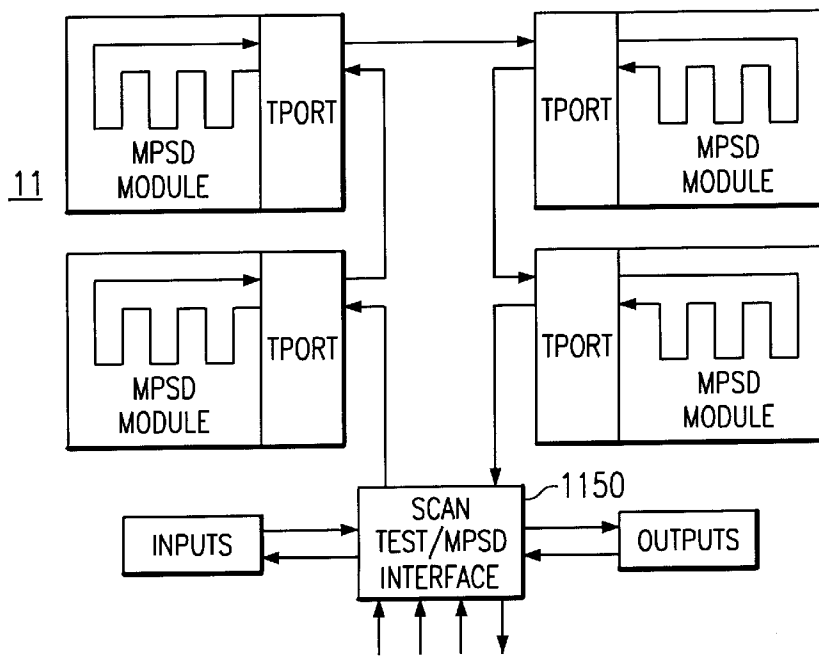 TPORT
MPSD
MODULE
TPORT
MPSD
MODULE
11
TPORT
MPSD
MODULE
TPORT
MPSD
MODULE
1150
SCAN
TEST/MPSD
INTERFACE
INPUTS
OUTPUTS